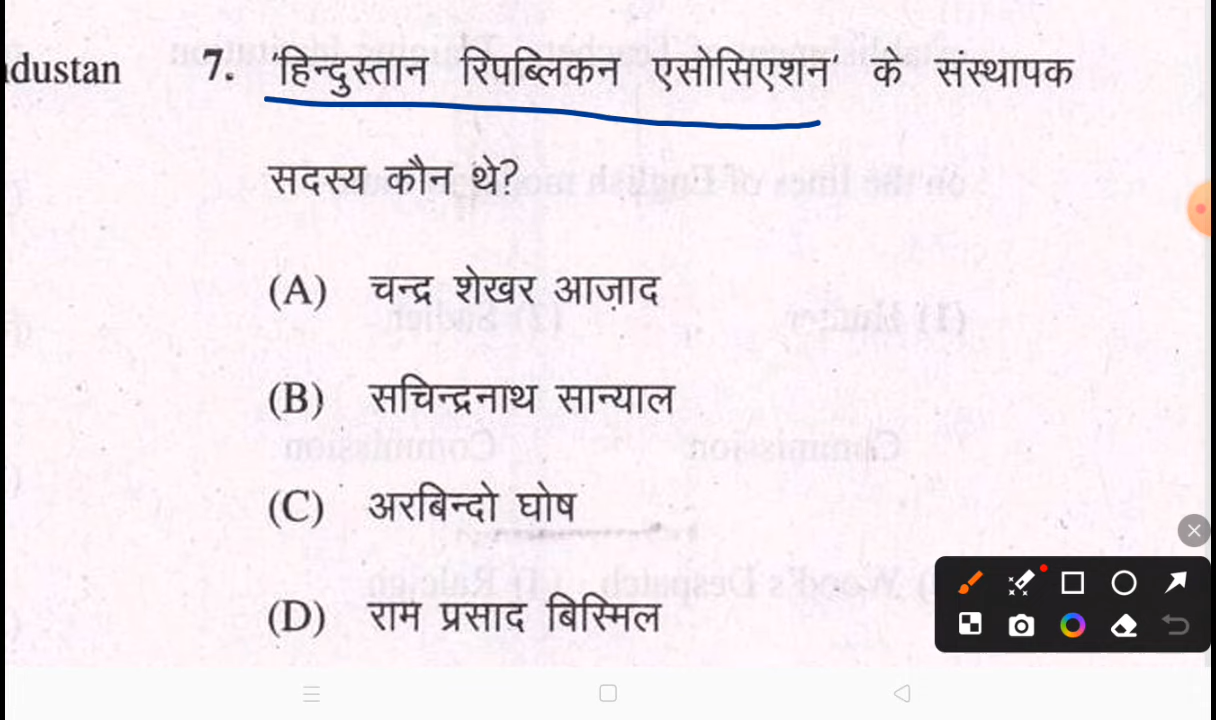 dustan
7. 'हिन्दुस्तान रिपब्लिकन एसोसिएशन' के संस्थापक
सदस्य कौन थे?
(A) चन्द्र शेखर आज़ाद
(B) सचिन्द्रनाथ सान्याल
(C) अरबिन्दो घोष
(D) राम प्रसाद बिस्मिल